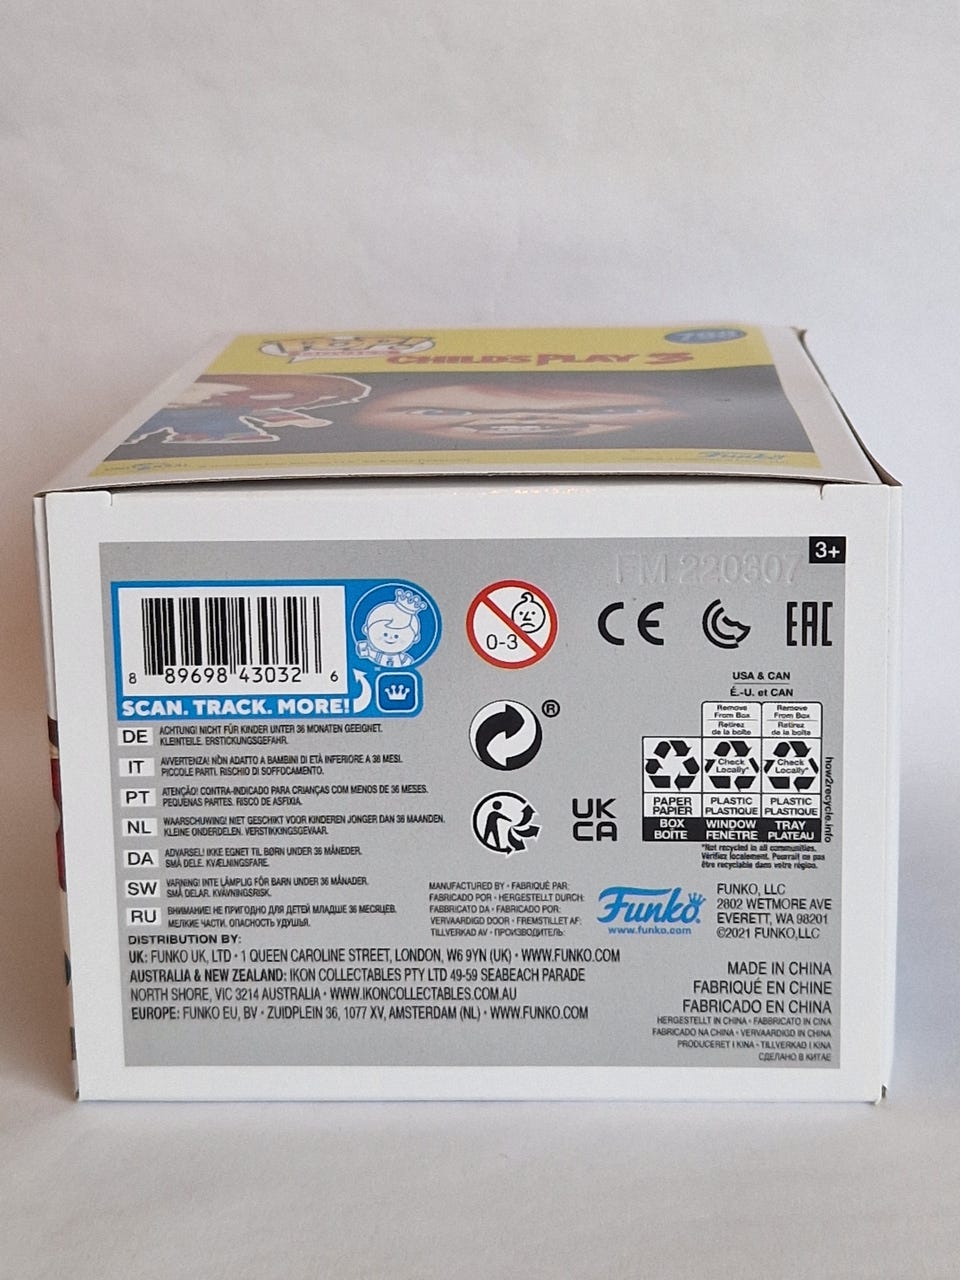 POP!
CHILD'S PLAY 3
798
Funko
FM 220307
3+
8 89698 43032 6
SCAN. TRACK. MORE!
0-3
CE
EAC
®
UK
CA
USA & CAN
É.-U. et CAN
Remove
From Box
Retirez
de la boîte
Remove
From Box
Retirez
de la boîte
Check
Locally*
Check
Locally*
PAPER
PAPIER
PLASTIC
PLASTIQUE
PLASTIC
PLASTIQUE
BOX
BOÎTE
WINDOW
FENÊTRE
TRAY
PLATEAU
how2recycle.info
*Not recycled in all communities.
Vérifiez localement. Pourrait ne pas
être recyclable dans votre région.
DE ACHTUNG! NICHT FÜR KINDER UNTER 36 MONATEN GEEIGNET.
KLEINTEILE. ERSTICKUNGSGEFAHR.
IT AVVERTENZA! NON ADATTO A BAMBINI DI ETÀ INFERIORE A 36 MESI.
PICCOLE PARTI. RISCHIO DI SOFFOCAMENTO.
PT ATENÇÃO! CONTRA-INDICADO PARA CRIANÇAS COM MENOS DE 36 MESES.
PEQUENAS PARTES. RISCO DE ASFIXIA.
NL WAARSCHUWING! NIET GESCHIKT VOOR KINDEREN JONGER DAN 36 MAANDEN.
KLEINE ONDERDELEN. VERSTIKKINGSGEVAAR.
DA ADVARSEL! IKKE EGNET TIL BØRN UNDER 36 MÅNEDER.
SMÅ DELE. KVÆLNINGSFARE.
SW VARNING! INTE LÄMPLIG FÖR BARN UNDER 36 MÅNADER.
SMÅ DELAR. KVÄVNINGSRISK.
RU ВНИМАНИЕ! НЕ ПРИГОДНО ДЛЯ ДЕТЕЙ МЛАДШЕ 36 МЕСЯЦЕВ.
МЕЛКИЕ ЧАСТИ. ОПАСНОСТЬ УДУШЬЯ.
MANUFACTURED BY • FABRIQUÉ PAR:
FABRICADO POR • HERGESTELLT DURCH:
FABBRICATO DA • FABRICADO POR:
VERVAARDIGD DOOR • FREMSTILLET AF:
TILLVERKAD AV • ПРОИЗВОДИТЕЛЬ:
Funko®
www.funko.com
FUNKO, LLC
2802 WETMORE AVE
EVERETT, WA 98201
©2021 FUNKO,LLC
DISTRIBUTION BY:
UK: FUNKO UK, LTD • 1 QUEEN CAROLINE STREET, LONDON, W6 9YN (UK) • WWW.FUNKO.COM
AUSTRALIA & NEW ZEALAND: IKON COLLECTABLES PTY LTD 49-59 SEABEACH PARADE
NORTH SHORE, VIC 3214 AUSTRALIA • WWW.IKONCOLLECTABLES.COM.AU
EUROPE: FUNKO EU, BV • ZUIDPLEIN 36, 1077 XV, AMSTERDAM (NL) • WWW.FUNKO.COM
MADE IN CHINA
FABRIQUÉ EN CHINE
FABRICADO EN CHINA
HERGESTELLT IN CHINA • FABBRICATO IN CINA
FABRICADO NA CHINA • VERVAARDIGD IN CHINA
PRODUCERET I KINA • TILLVERKAD I KINA
СДЕЛАНО В КИТАЕ